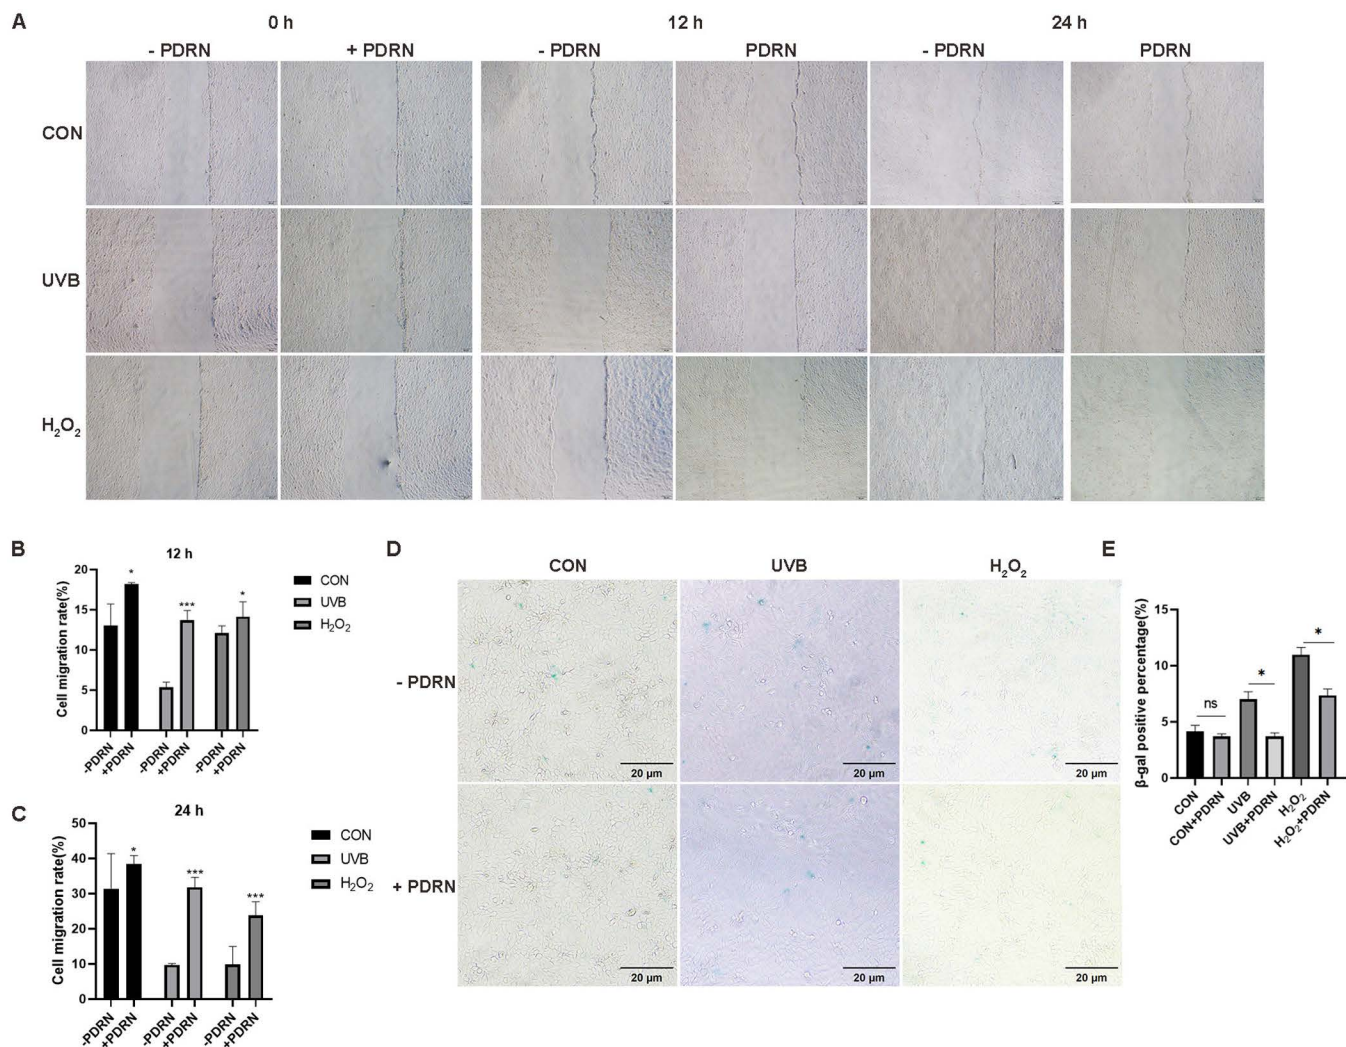 A
0 h
12 h
24 h
- PDRN
+ PDRN
- PDRN
PDRN
- PDRN
PDRN
CON
UVB
H₂O₂
B
12 h
Cell migration rate(%)
20
15
10
5
0
-PDRN
+PDRN
-PDRN
+PDRN
-PDRN
+PDRN
*
***
*
CON
UVB
H₂O₂
C
24 h
Cell migration rate(%)
50
40
30
20
10
0
-PDRN
+PDRN
-PDRN
+PDRN
-PDRN
+PDRN
*
***
***
CON
UVB
H₂O₂
D
CON
UVB
H₂O₂
- PDRN
20 µm
20 µm
20 µm
+ PDRN
20 µm
20 µm
20 µm
E
β-gal positive percentage(%)
15
10
5
0
ns
*
*
CON
CON+PDRN
UVB
UVB+PDRN
H₂O₂
H₂O₂+PDRN